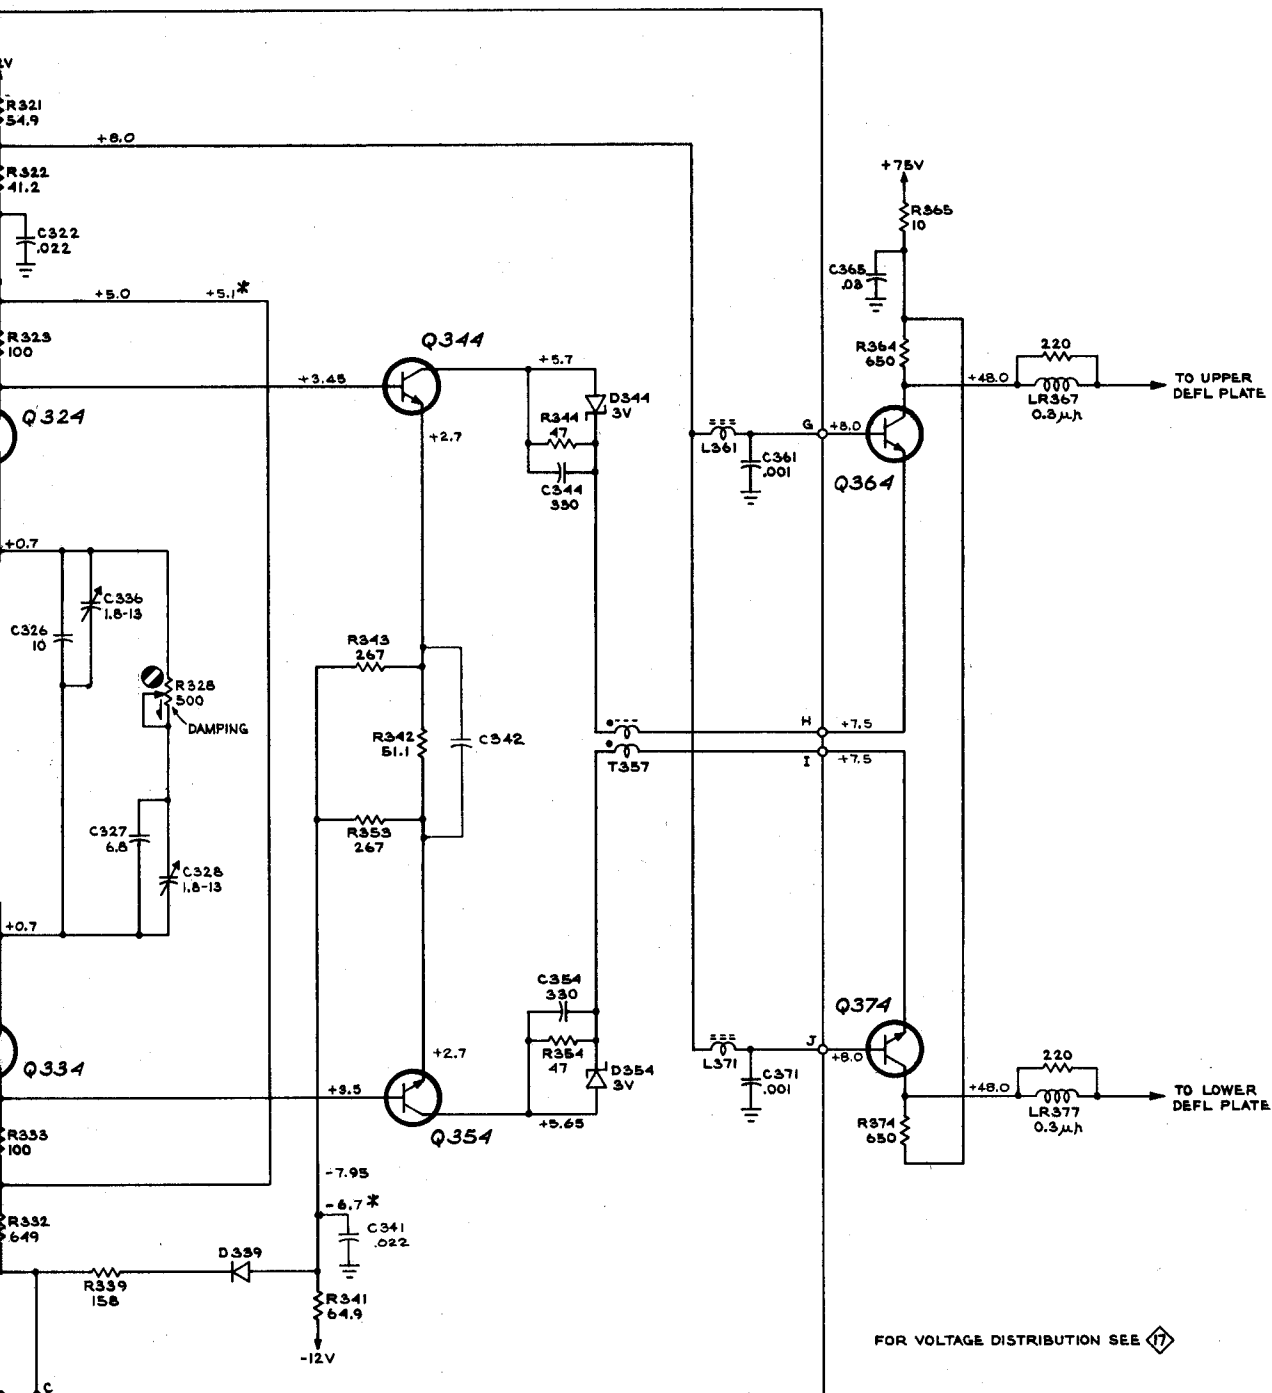 2V
R321
54.9
+8.0
R322
41.2
C322
.022
+5.0
+5.1*
R323
100
+3.45
Q344
+5.7
D344
3V
R344
47
C344
330
+2.7
Q324
+75V
R365
10
C365
.03
R364
650
220
+48.0
LR367
0.3μh
TO UPPER
DEFL PLATE
G
+8.0
L361
C361
.001
Q364
+0.7
C336
1.8-13
C326
10
R328
500
DAMPING
R343
267
R342
51.1
C342
R353
267
H
+7.5
T357
I
+7.5
C327
6.8
C328
1.8-13
+0.7
C354
330
R354
47
D354
3V
Q374
J
+8.0
L371
C371
.001
220
+48.0
LR377
0.3μh
TO LOWER
DEFL PLATE
R374
650
Q334
+2.7
+3.5
Q354
+5.65
R333
100
-7.95
-6.7*
R332
649
C341
.022
D339
R339
158
R341
64.9
-12V
C
FOR VOLTAGE DISTRIBUTION SEE 17